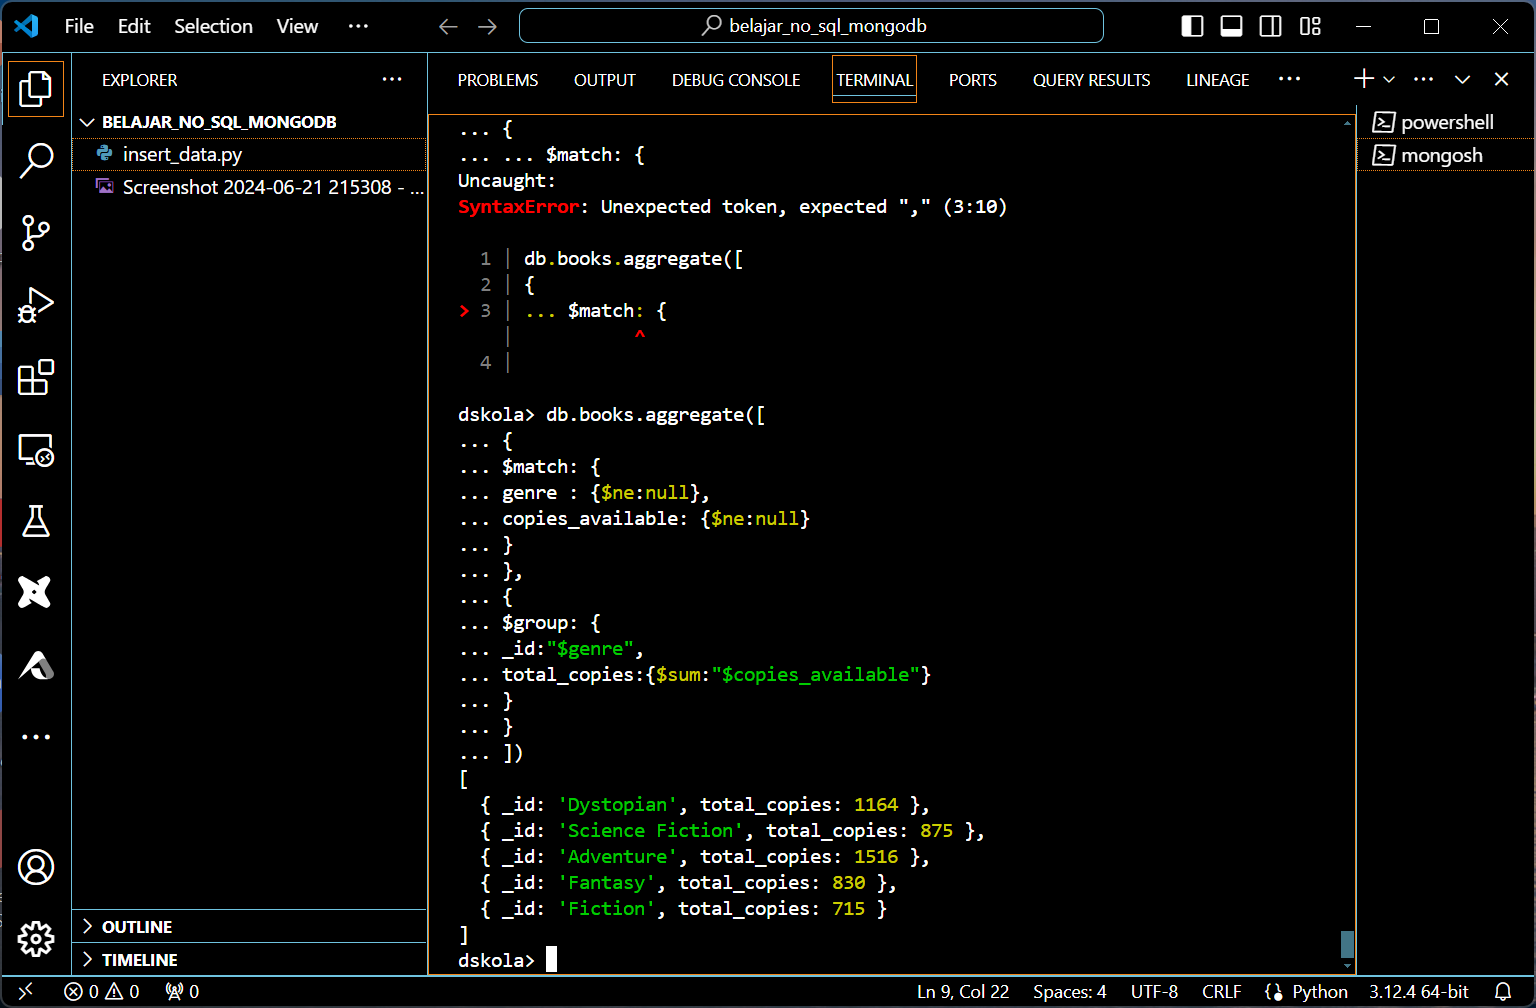 File Edit Selection View ··· belajar_no_sql_mongodb
EXPLORER ···
BELAJAR_NO_SQL_MONGODB
insert_data.py
Screenshot 2024-06-21 215308 - ...
OUTLINE
TIMELINE
PROBLEMS OUTPUT DEBUG CONSOLE TERMINAL PORTS QUERY RESULTS LINEAGE ···
... {
... ... $match: {
Uncaught:
SyntaxError: Unexpected token, expected "," (3:10)
1 | db.books.aggregate([
2 | {
> 3 | ... $match: {
| ^
4 |
dskola> db.books.aggregate([
... {
... $match: {
... genre : {$ne:null},
... copies_available: {$ne:null}
... }
... },
... {
... $group: {
... _id:"$genre",
... total_copies:{$sum:"$copies_available"}
... }
... }
... ])
[
{ _id: 'Dystopian', total_copies: 1164 },
{ _id: 'Science Fiction', total_copies: 875 },
{ _id: 'Adventure', total_copies: 1516 },
{ _id: 'Fantasy', total_copies: 830 },
{ _id: 'Fiction', total_copies: 715 }
]
dskola>
powershell
mongosh
0 0 0 Ln 9, Col 22 Spaces: 4 UTF-8 CRLF Python 3.12.4 64-bit